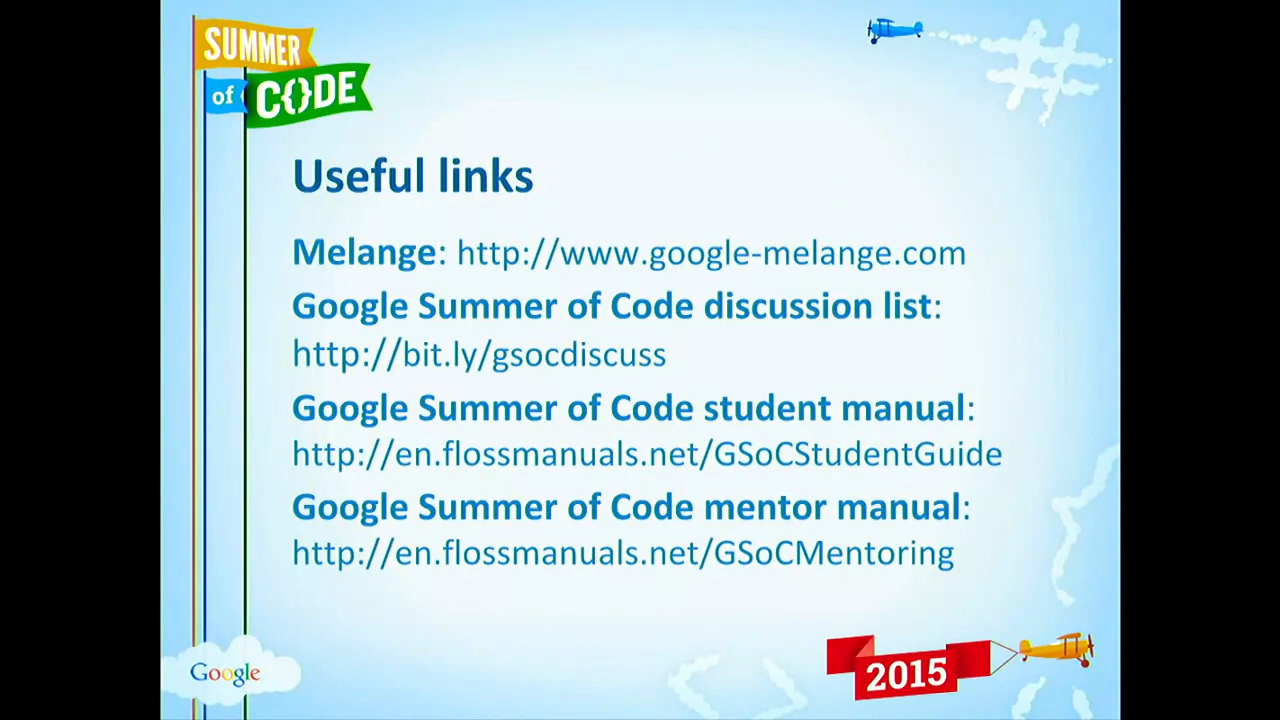 SUMMER
of CODE
Useful links
Melange: http://www.google-melange.com
Google Summer of Code discussion list:
http://bit.ly/gsocdiscuss
Google Summer of Code student manual:
http://en.flossmanuals.net/GSoCStudentGuide
Google Summer of Code mentor manual:
http://en.flossmanuals.net/GSoCMentoring
Google
2015